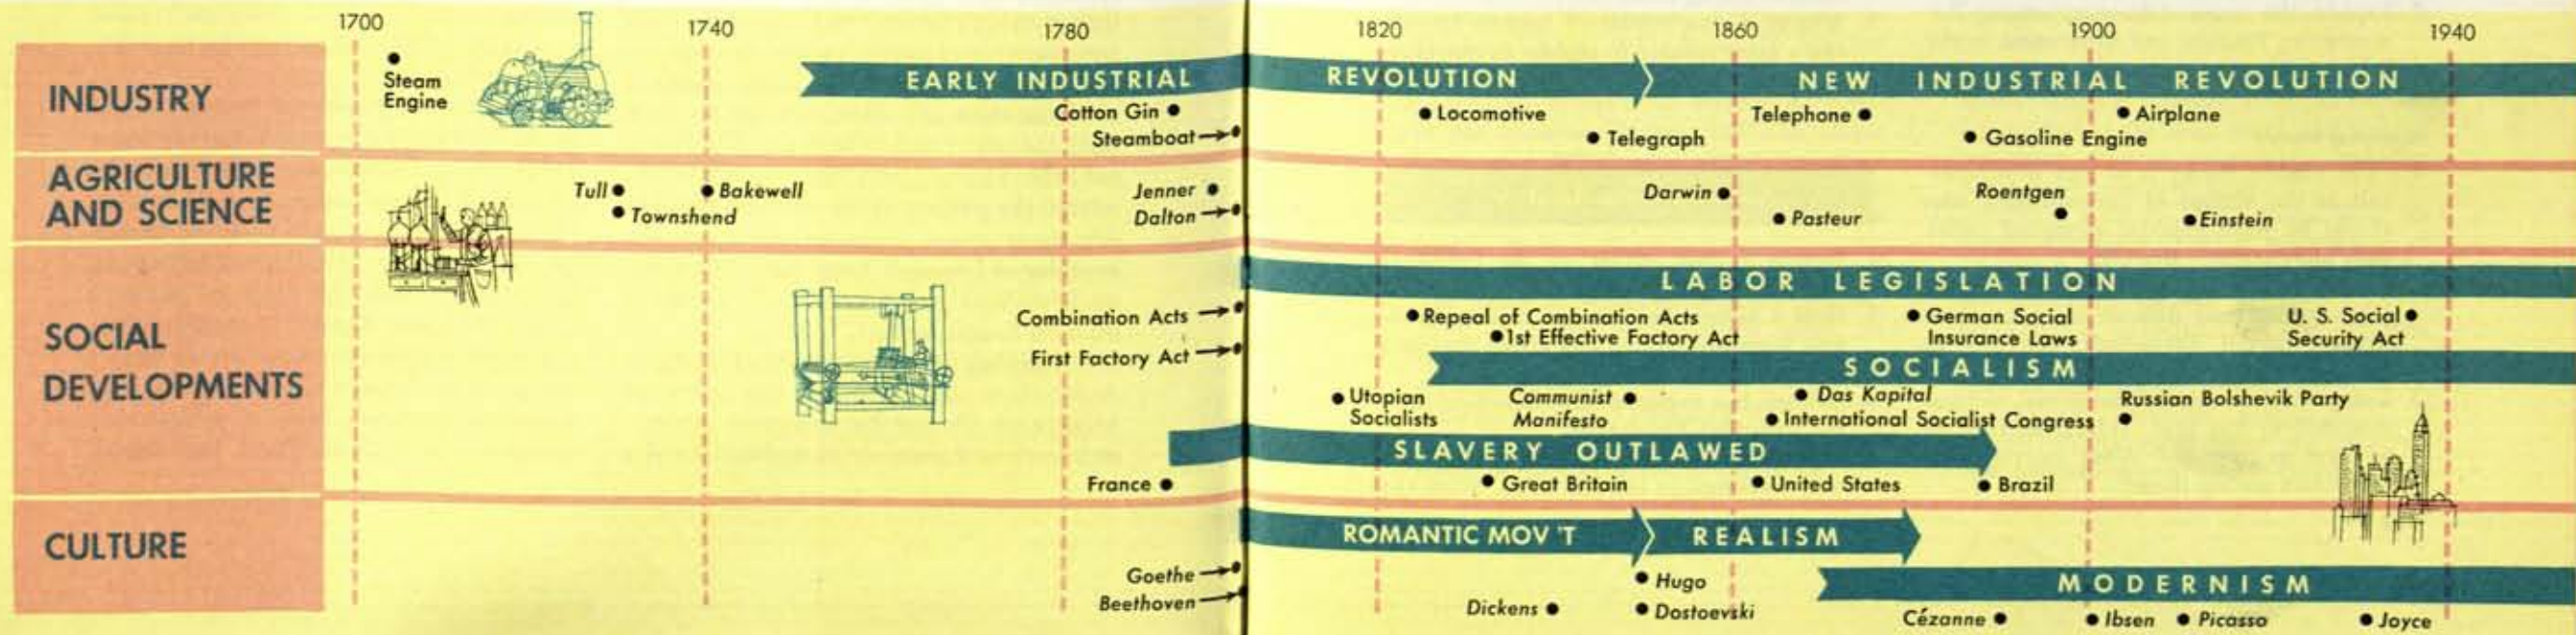 1700 1740 1780 1820 1860 1900 1940
INDUSTRY
Steam
Engine
EARLY INDUSTRIAL REVOLUTION
NEW INDUSTRIAL REVOLUTION
Cotton Gin
Steamboat
Locomotive
Telegraph
Telephone
Gasoline Engine
Airplane
AGRICULTURE
AND SCIENCE
Tull
Townshend
Bakewell
Jenner
Dalton
Darwin
Pasteur
Roentgen
Einstein
SOCIAL
DEVELOPMENTS
LABOR LEGISLATION
Combination Acts
First Factory Act
Repeal of Combination Acts
1st Effective Factory Act
German Social
Insurance Laws
U. S. Social
Security Act
SOCIALISM
Utopian
Socialists
Communist
Manifesto
Das Kapital
International Socialist Congress
Russian Bolshevik Party
SLAVERY OUTLAWED
France
Great Britain
United States
Brazil
CULTURE
ROMANTIC MOV'T
REALISM
Goethe
Beethoven
Dickens
Hugo
Dostoevski
MODERNISM
Cézanne
Ibsen
Picasso
Joyce